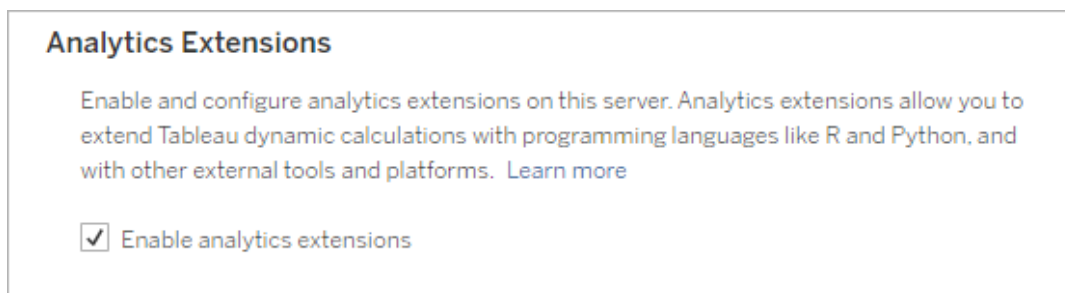 Analytics Extensions
Enable and configure analytics extensions on this server. Analytics extensions allow you to
extend Tableau dynamic calculations with programming languages like R and Python, and
with other external tools and platforms. Learn more
Enable analytics extensions